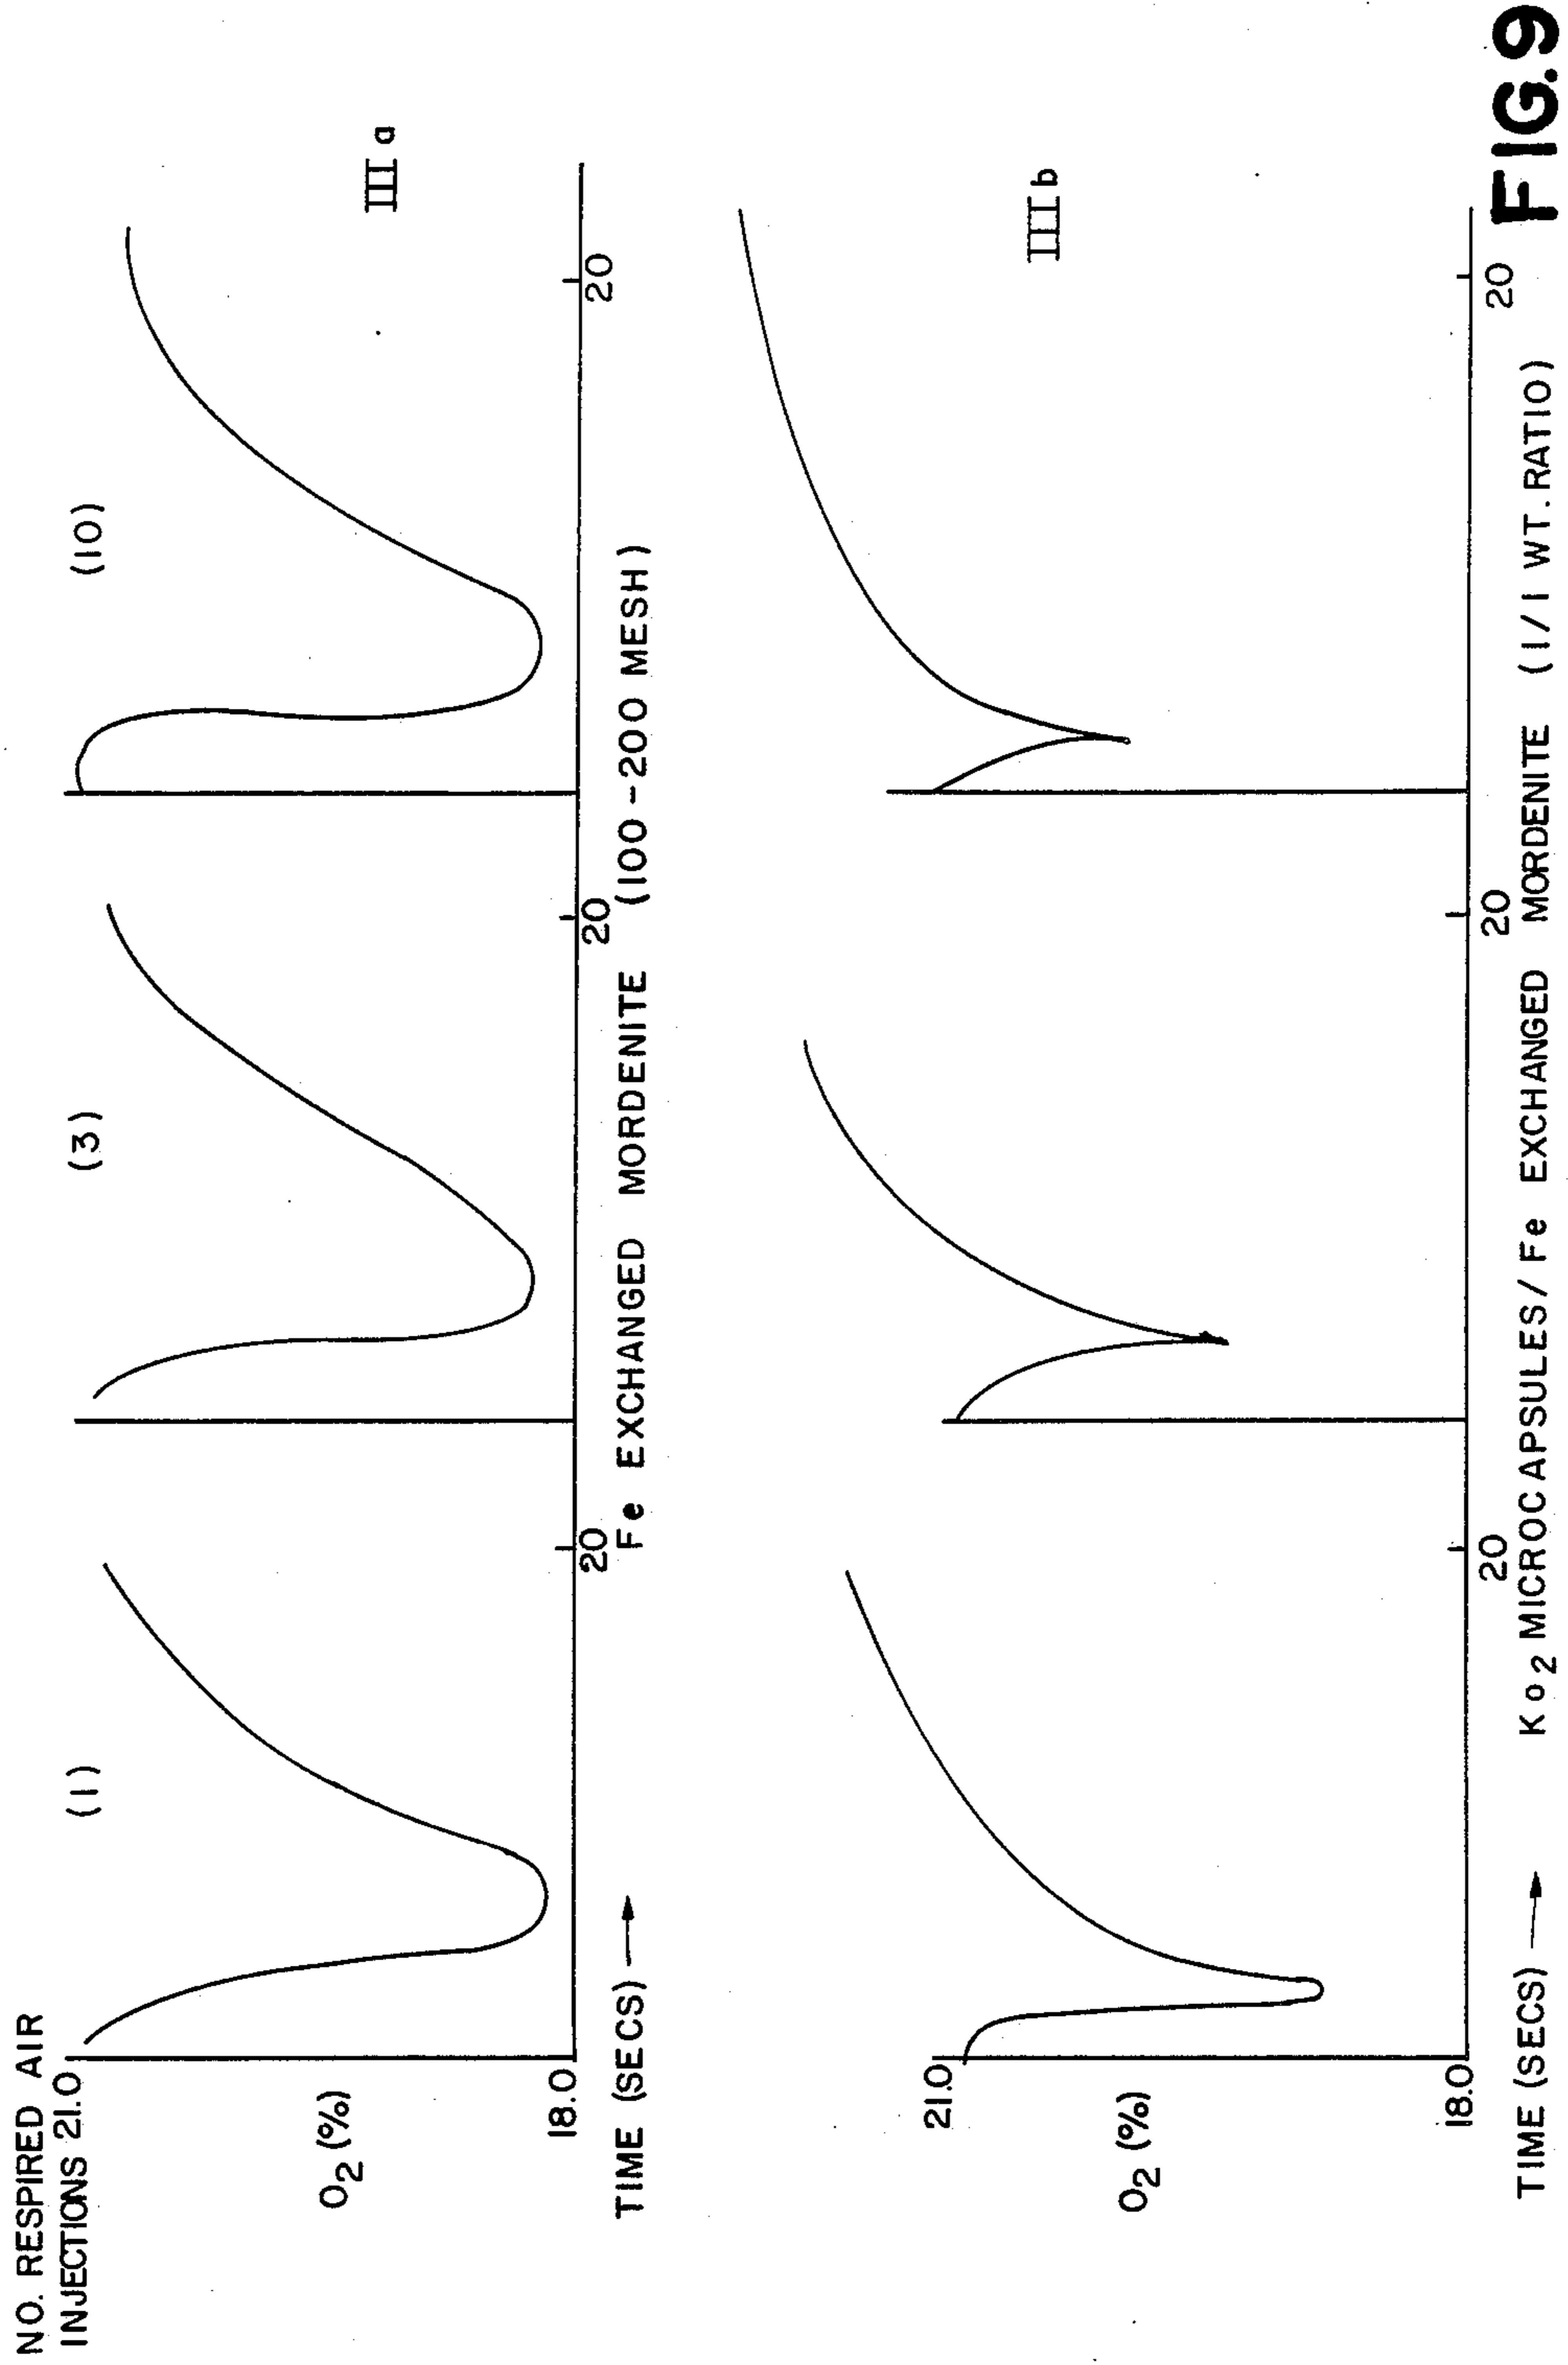 NO. RESPIRED AIR
INJECTIONS
(1)
(3)
(10)
21.0
O2 (%)
18.0
20
20
20
III a
TIME (SECS)
Fe EXCHANGED MORDENITE (100-200 MESH)
21.0
O2 (%)
18.0
20
20
20
III b
TIME (SECS)
Ko2 MICROCAPSULES/Fe EXCHANGED MORDENITE (1/1 WT. RATIO)
FIG.9